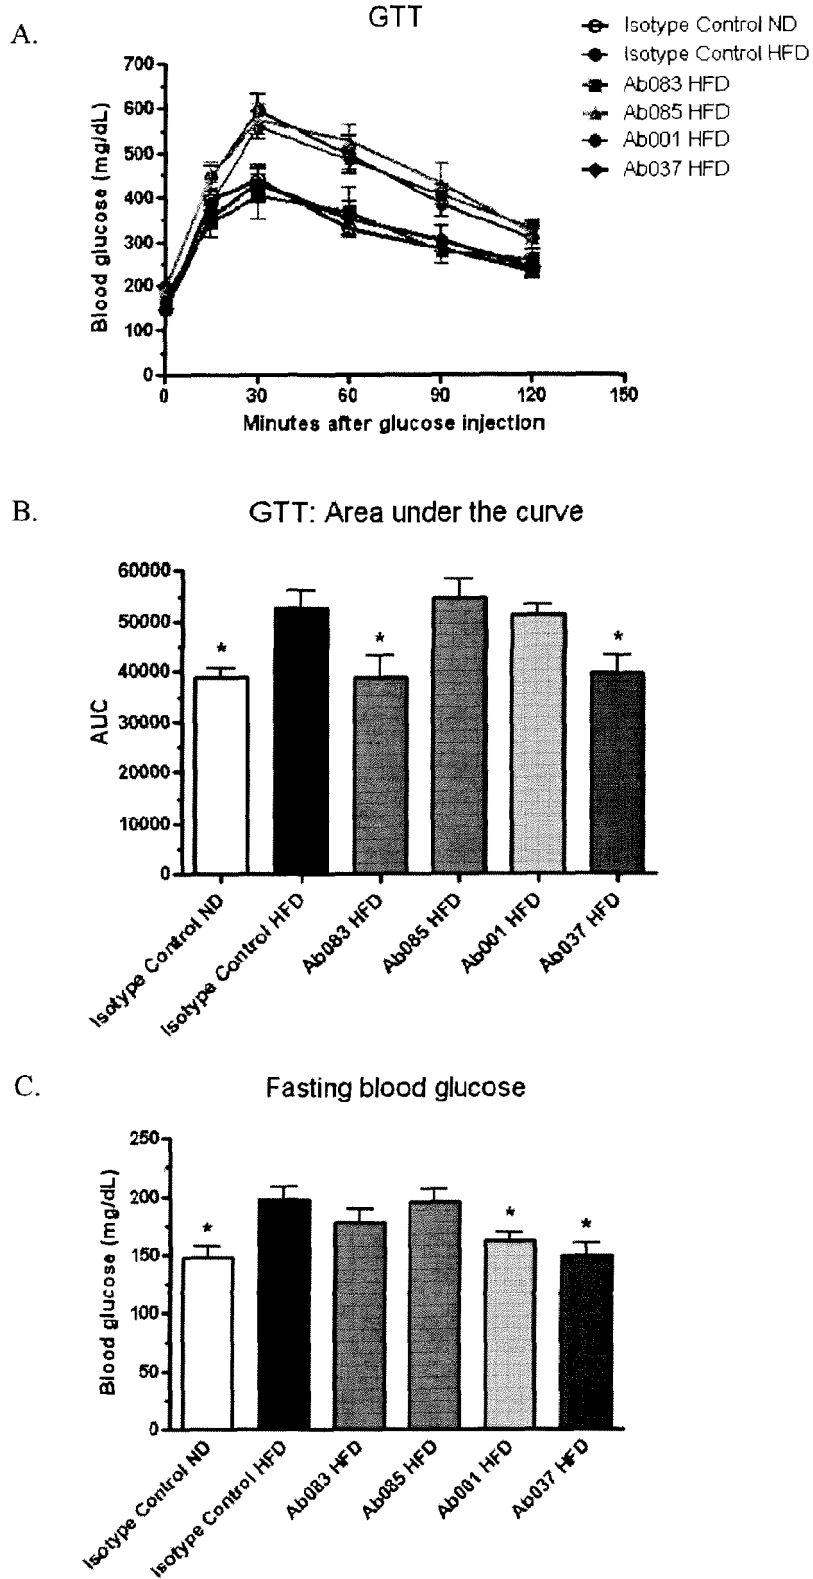 A.
GTT
Isotype Control ND
Isotype Control HFD
Ab083 HFD
Ab085 HFD
Ab001 HFD
Ab037 HFD
Blood glucose (mg/dL)
700
600
500
400
300
200
100
0
0 30 60 90 120 150
Minutes after glucose injection
B.
GTT: Area under the curve
AUC
60000
50000
40000
30000
20000
10000
0
* * *
Isotype Control ND
Isotype Control HFD
Ab083 HFD
Ab085 HFD
Ab001 HFD
Ab037 HFD
C.
Fasting blood glucose
Blood glucose (mg/dL)
250
200
150
100
50
0
* * *
Isotype Control ND
Isotype Control HFD
Ab083 HFD
Ab085 HFD
Ab001 HFD
Ab037 HFD